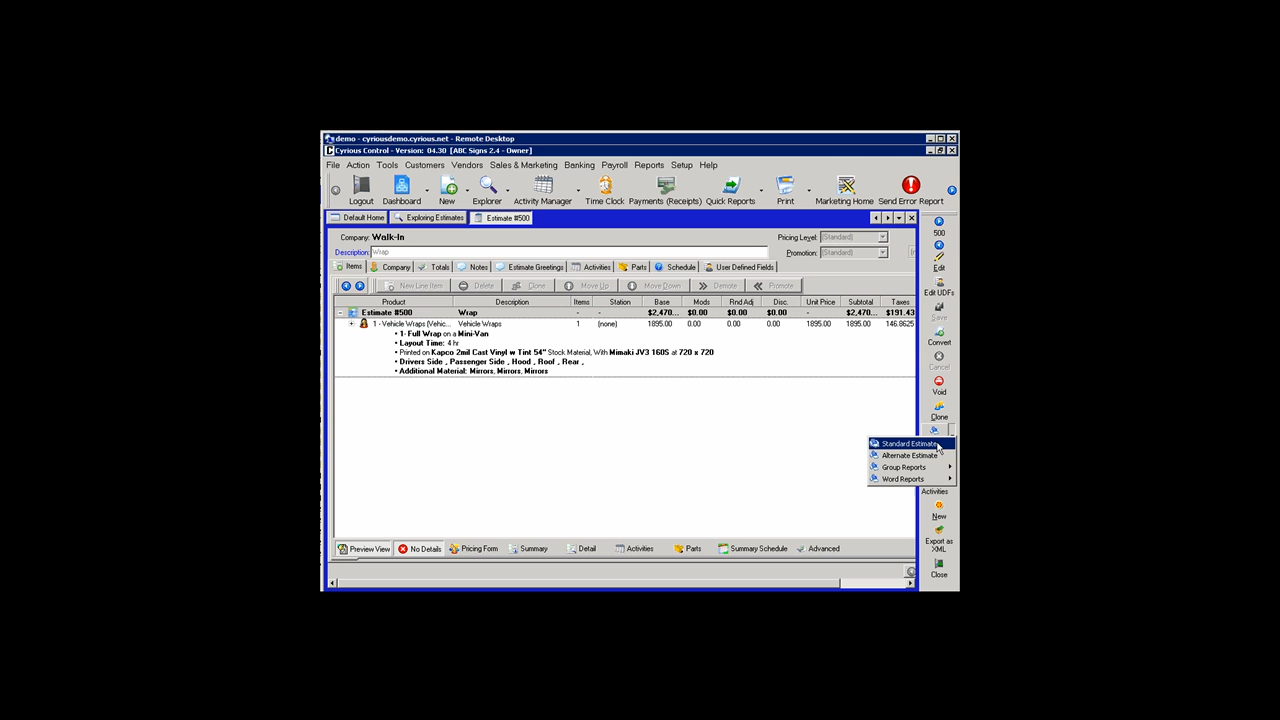 demo - cyriousdemo.cyrious.net - Remote Desktop
Cyrious Control - Version: 04.30 [ABC Signs 2.4 - Owner]
File Action Tools Customers Vendors Sales & Marketing Banking Payroll Reports Setup Help
Logout Dashboard New Explorer Activity Manager Time Clock Payments (Receipts) Quick Reports Print Marketing Home Send Error Report
Default Home Exploring Estimates Estimate #500
500
Company: Walk-In Pricing Level: (Standard)
Description: Wrap Promotion: (Standard)
Items Company Totals Notes Estimate Greetings Activities Parts Schedule User Defined Fields
Edit
New Line Item Delete Clone Move Up Move Down Demote Promote
Edit UDFs
Product Description Items Station Base Mods Rnd Adj Disc. Unit Price Subtotal Taxes
Estimate #500 Wrap - - $2,470... $0.00 $0.00 $0.00 - $2,470... $191.43
Save
1 - Vehicle Wraps (Vehic... Vehicle Wraps 1 (none) 1895.00 0.00 0.00 0.00 1895.00 1895.00 146.8625
• 1- Full Wrap on a Mini-Van
• Layout Time: 4 hr
Convert
• Printed on Kapco 2mil Cast Vinyl w Tint 54" Stock Material, With Mimaki JV3 160S at 720 x 720
• Drivers Side , Passenger Side , Hood , Roof , Rear ,
Cancel
• Additional Material: Mirrors, Mirrors, Mirrors
Void
Clone
Standard Estimate
Alternate Estimate
Group Reports
Word Reports
Activities
New
Export as XML
Preview View No Details Pricing Form Summary Detail Activities Parts Summary Schedule Advanced
Close